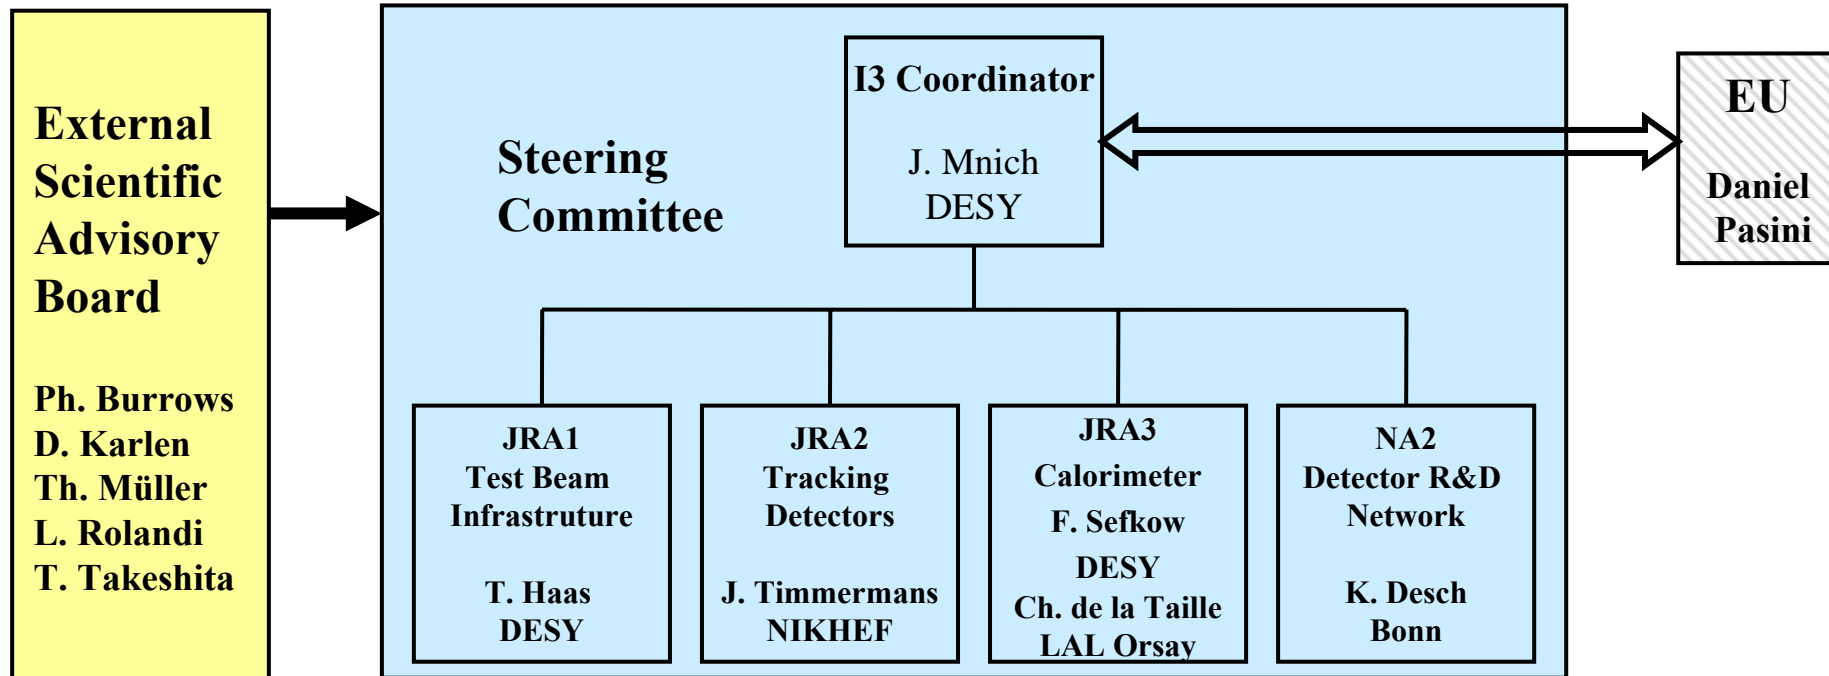 External
Scientific
Advisory
Board
Ph. Burrows
D. Karlen
Th. Müller
L. Rolandi
T. Takeshita
Steering
Committee
I3 Coordinator
J. Mnich
DESY
EU
Daniel
Pasini
JRA1
Test Beam
Infrastruture
T. Haas
DESY
JRA2
Tracking
Detectors
J. Timmermans
NIKHEF
JRA3
Calorimeter
F. Sefkow
DESY
Ch. de la Taille
LAL Orsay
NA2
Detector R&D
Network
K. Desch
Bonn